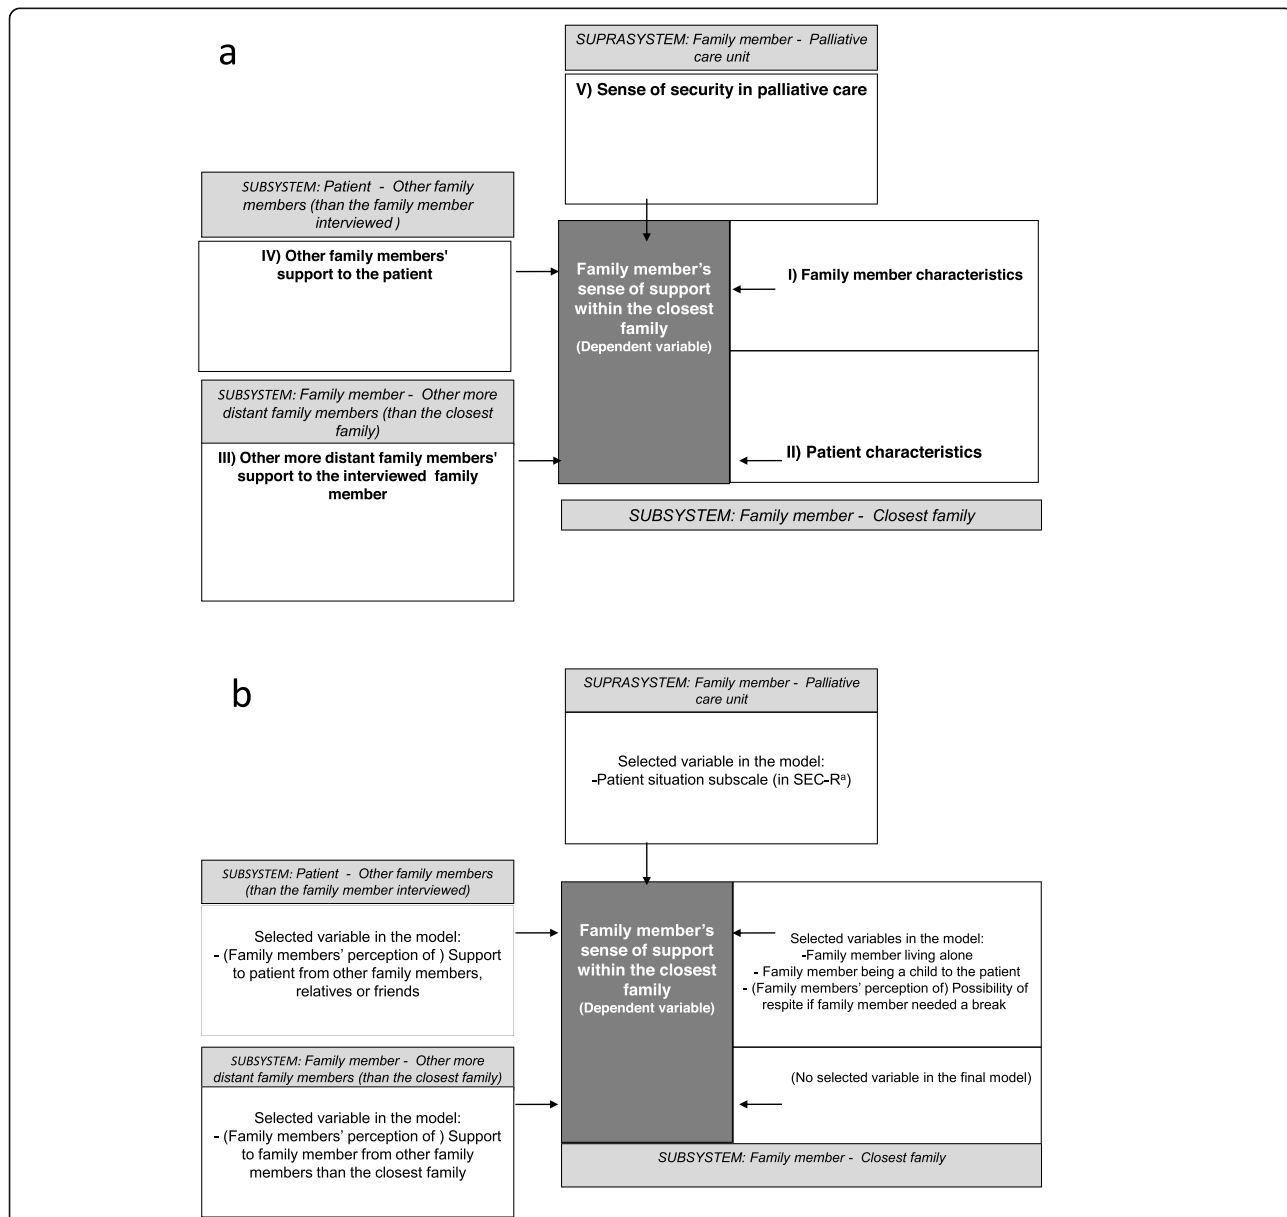 a
SUPRASYSTEM: Family member - Palliative
care unit
V) Sense of security in palliative care
SUBSYSTEM: Patient - Other family
members (than the family member
interviewed )
IV) Other family members'
support to the patient
Family member's
sense of support
within the closest
family
(Dependent variable)
I) Family member characteristics
SUBSYSTEM: Family member - Other more
distant family members (than the closest
family)
III) Other more distant family members'
support to the interviewed family
member
II) Patient characteristics
SUBSYSTEM: Family member - Closest family
b
SUPRASYSTEM: Family member - Palliative
care unit
Selected variable in the model:
-Patient situation subscale (in SEC-Rª)
SUBSYSTEM: Patient - Other family members
(than the family member interviewed)
Selected variable in the model:
- (Family members' perception of ) Support
to patient from other family members,
relatives or friends
Family member's
sense of support
within the closest
family
(Dependent variable)
Selected variables in the model:
-Family member living alone
- Family member being a child to the patient
- (Family members' perception of) Possibility of
respite if family member needed a break
SUBSYSTEM: Family member - Other more
distant family members (than the closest family)
Selected variable in the model:
- (Family members' perception of ) Support
to family member from other family
members than the closest family
(No selected variable in the final model)
SUBSYSTEM: Family member - Closest family